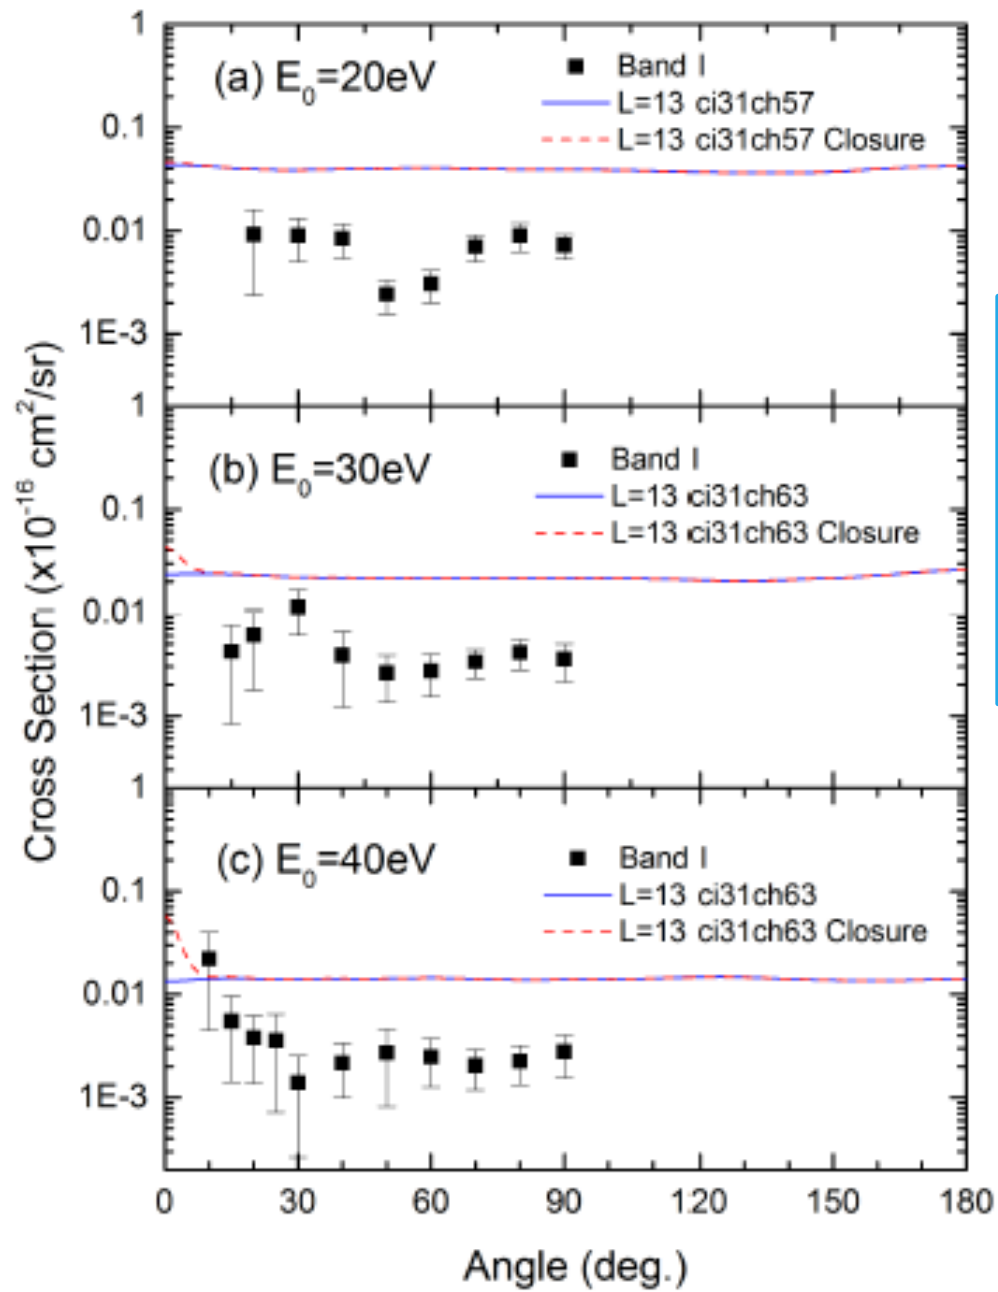 1
(a) E₀=20eV
Band I
L=13 ci31ch57
L=13 ci31ch57 Closure
0.1
0.01
1E-3
1
(b) E₀=30eV
Band I
L=13 ci31ch63
L=13 ci31ch63 Closure
0.1
0.01
1E-3
1
(c) E₀=40eV
Band I
L=13 ci31ch63
L=13 ci31ch63 Closure
0.1
0.01
1E-3
0 30 60 90 120 150 180
Angle (deg.)
Cross Section (x10⁻¹⁶ cm²/sr)